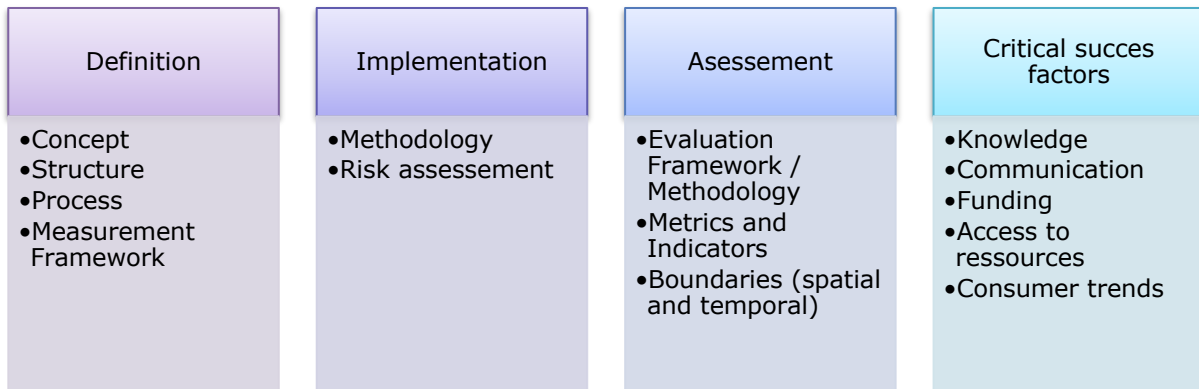 Definition
•Concept
•Structure
•Process
•Measurement
Framework
Implementation
•Methodology
•Risk assessement
Asessement
•Evaluation
Framework /
Methodology
•Metrics and
Indicators
•Boundaries (spatial
and temporal)
Critical succes
factors
•Knowledge
•Communication
•Funding
•Access to
ressources
•Consumer trends